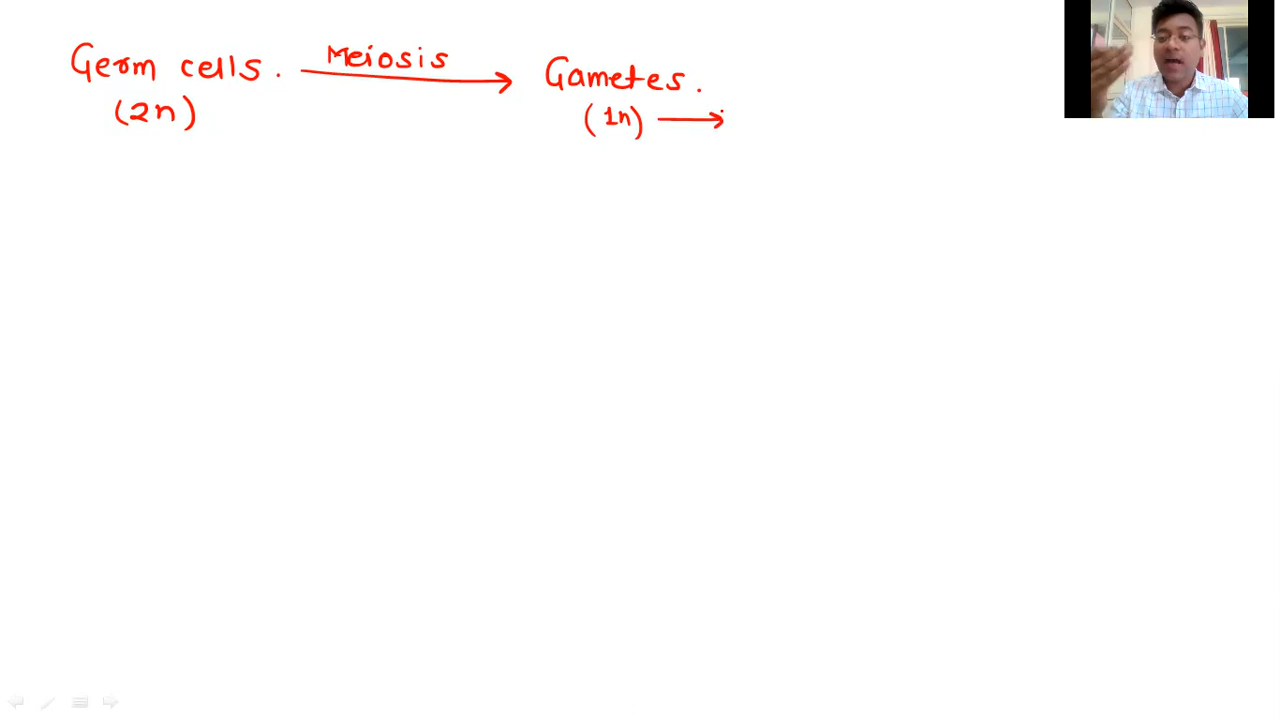 Germ cells. Meiosis → Gametes.
(2n) (1n) →